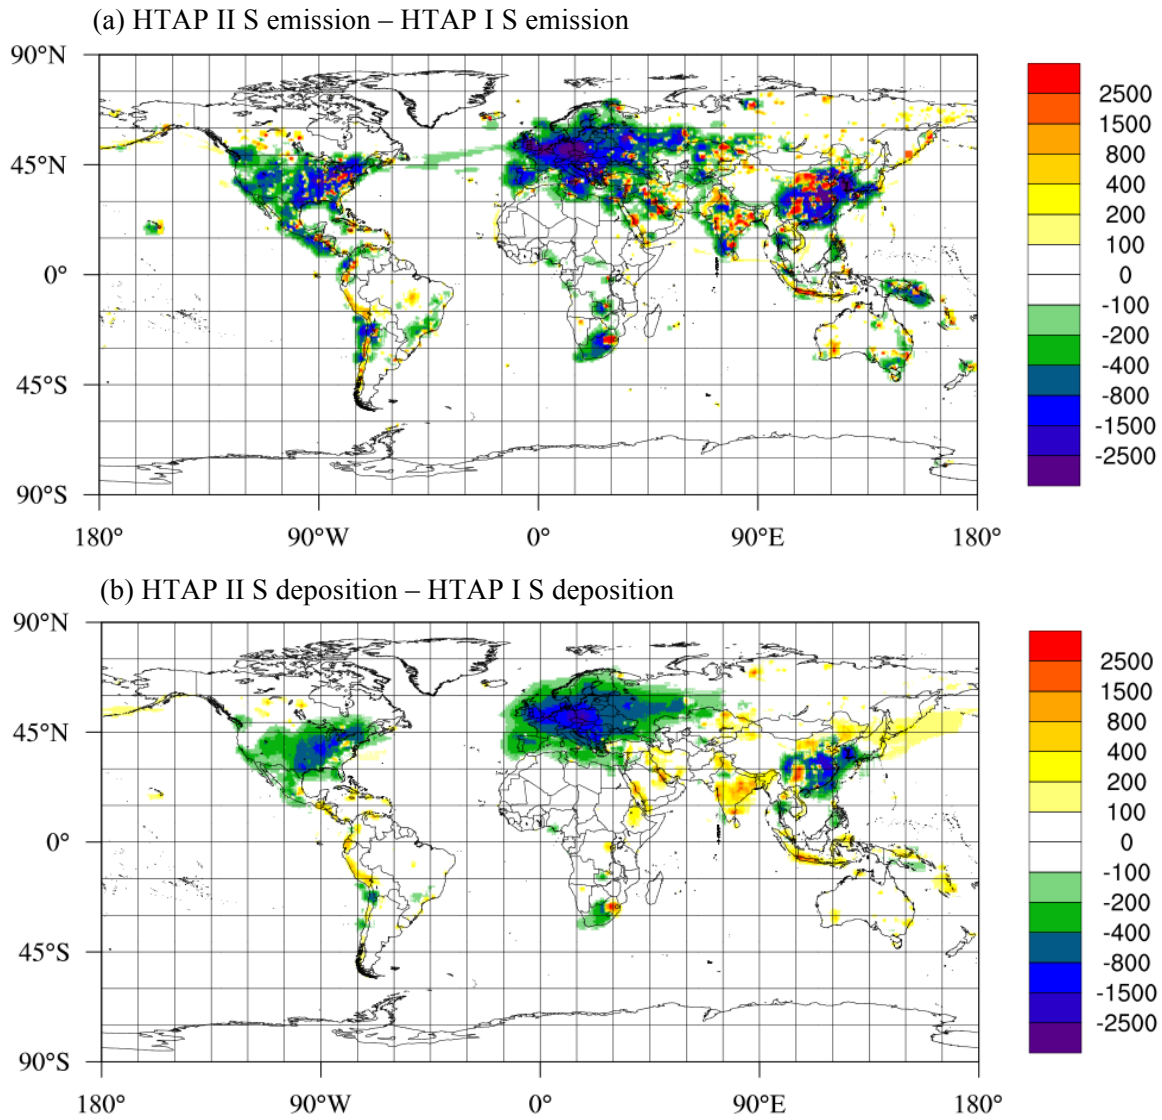 (a) HTAP II S emission – HTAP I S emission
90°N
45°N
0°
45°S
90°S
180°
90°W
0°
90°E
180°
2500
1500
800
400
200
100
0
-100
-200
-400
-800
-1500
-2500
(b) HTAP II S deposition – HTAP I S deposition
90°N
45°N
0°
45°S
90°S
180°
90°W
0°
90°E
180°
2500
1500
800
400
200
100
0
-100
-200
-400
-800
-1500
-2500